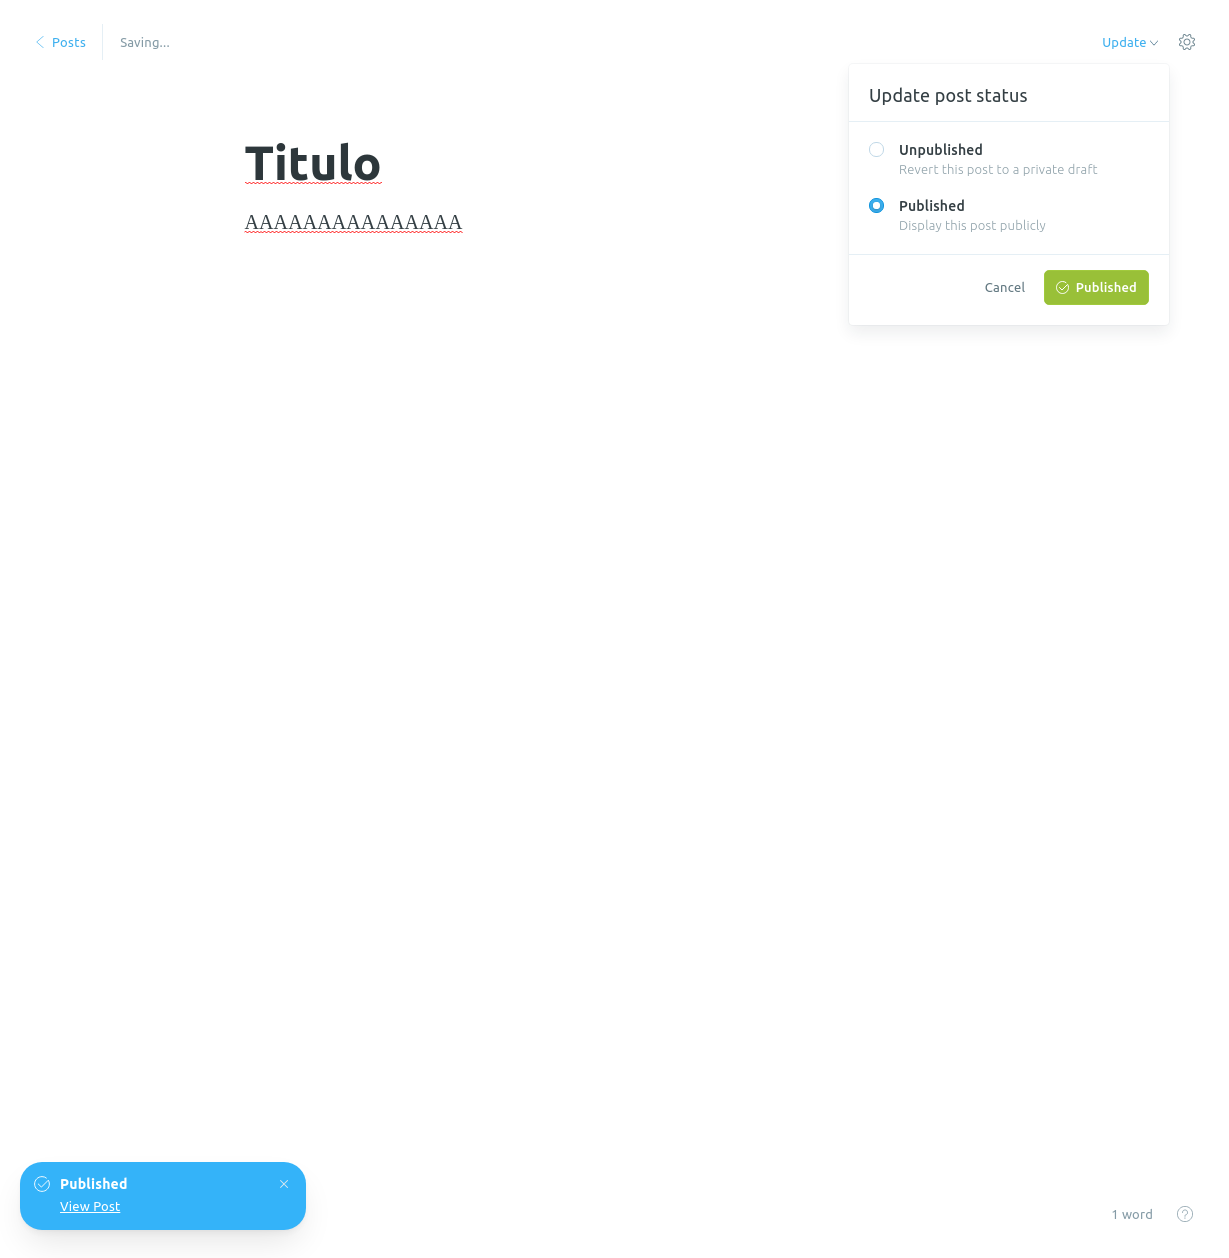 Posts
Saving...
Update
Update post status
Titulo
AAAAAAAAAAAAAAA
Unpublished
Revert this post to a private draft
Published
Display this post publicly
Cancel
Published
Published
View Post
1 word